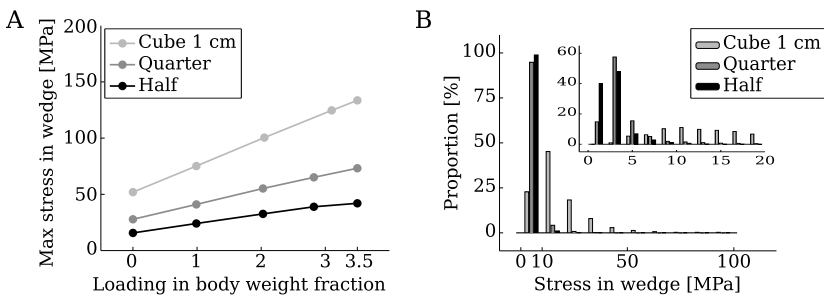 A
Max stress in wedge [MPa]
200
150
100
50
0
Cube 1 cm
Quarter
Half
0 1 2 3 3.5
Loading in body weight fraction
B
Proportion [%]
100
75
50
25
0
Cube 1 cm
Quarter
Half
60
40
20
0
0 5 10 15 20
0 10 50 100
Stress in wedge [MPa]